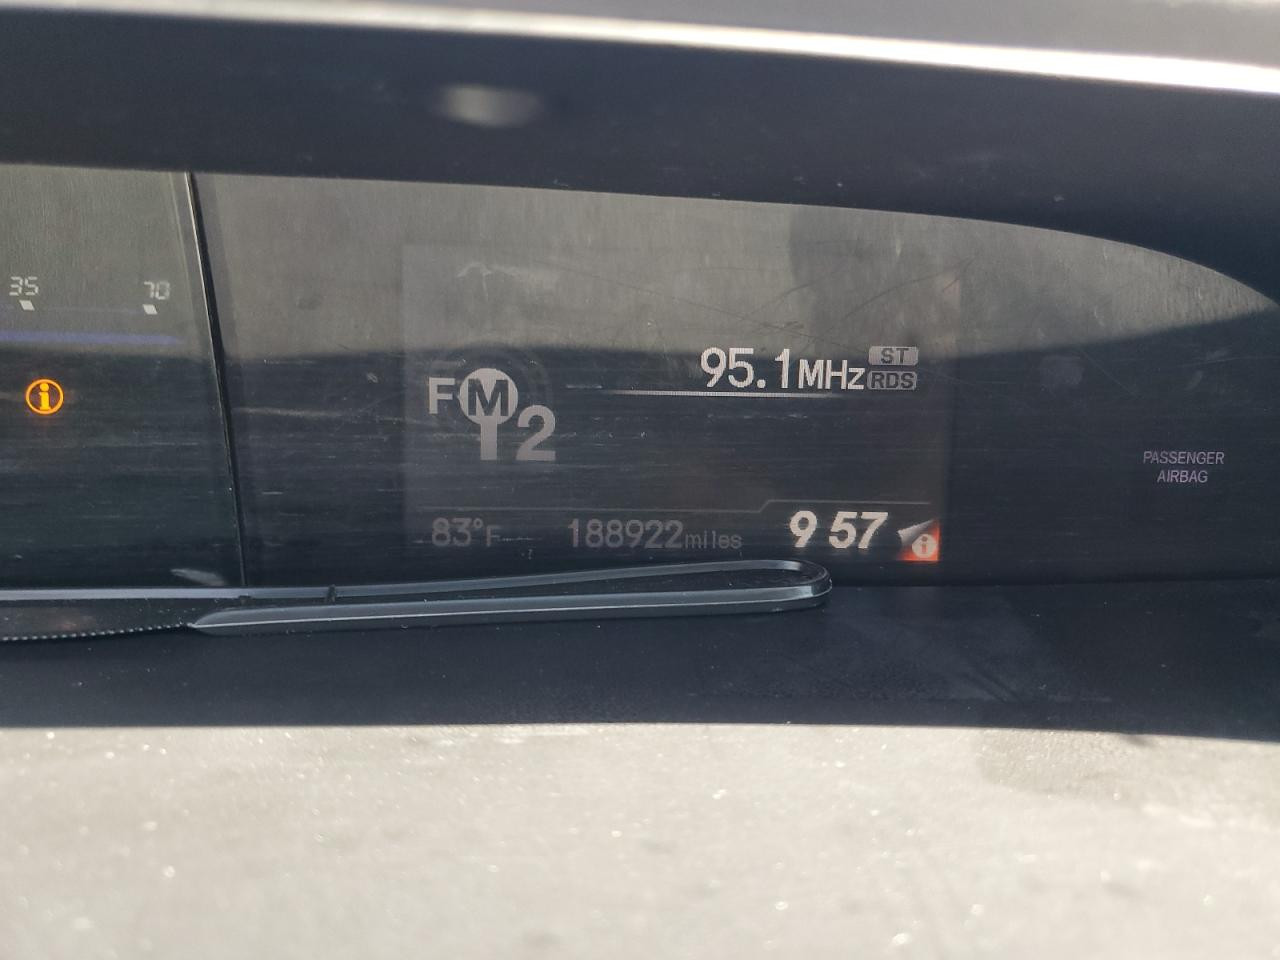 35 70
95.1MHz ST
RDS
FM
2
PASSENGER
AIRBAG
83°F 188922miles 9 57